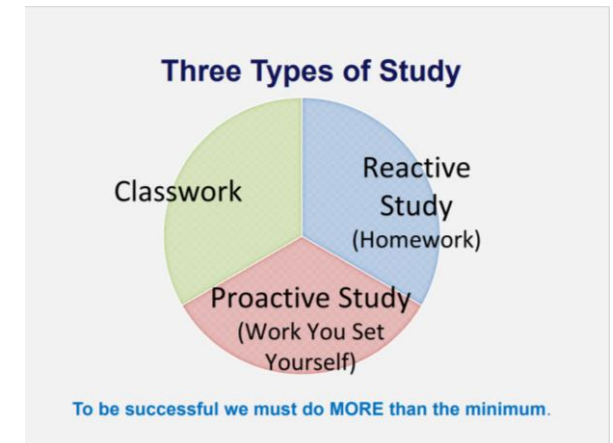 Three Types of Study
Classwork
Reactive
Study
(Homework)
Proactive Study
(Work You Set
Yourself)
To be successful we must do MORE than the minimum.